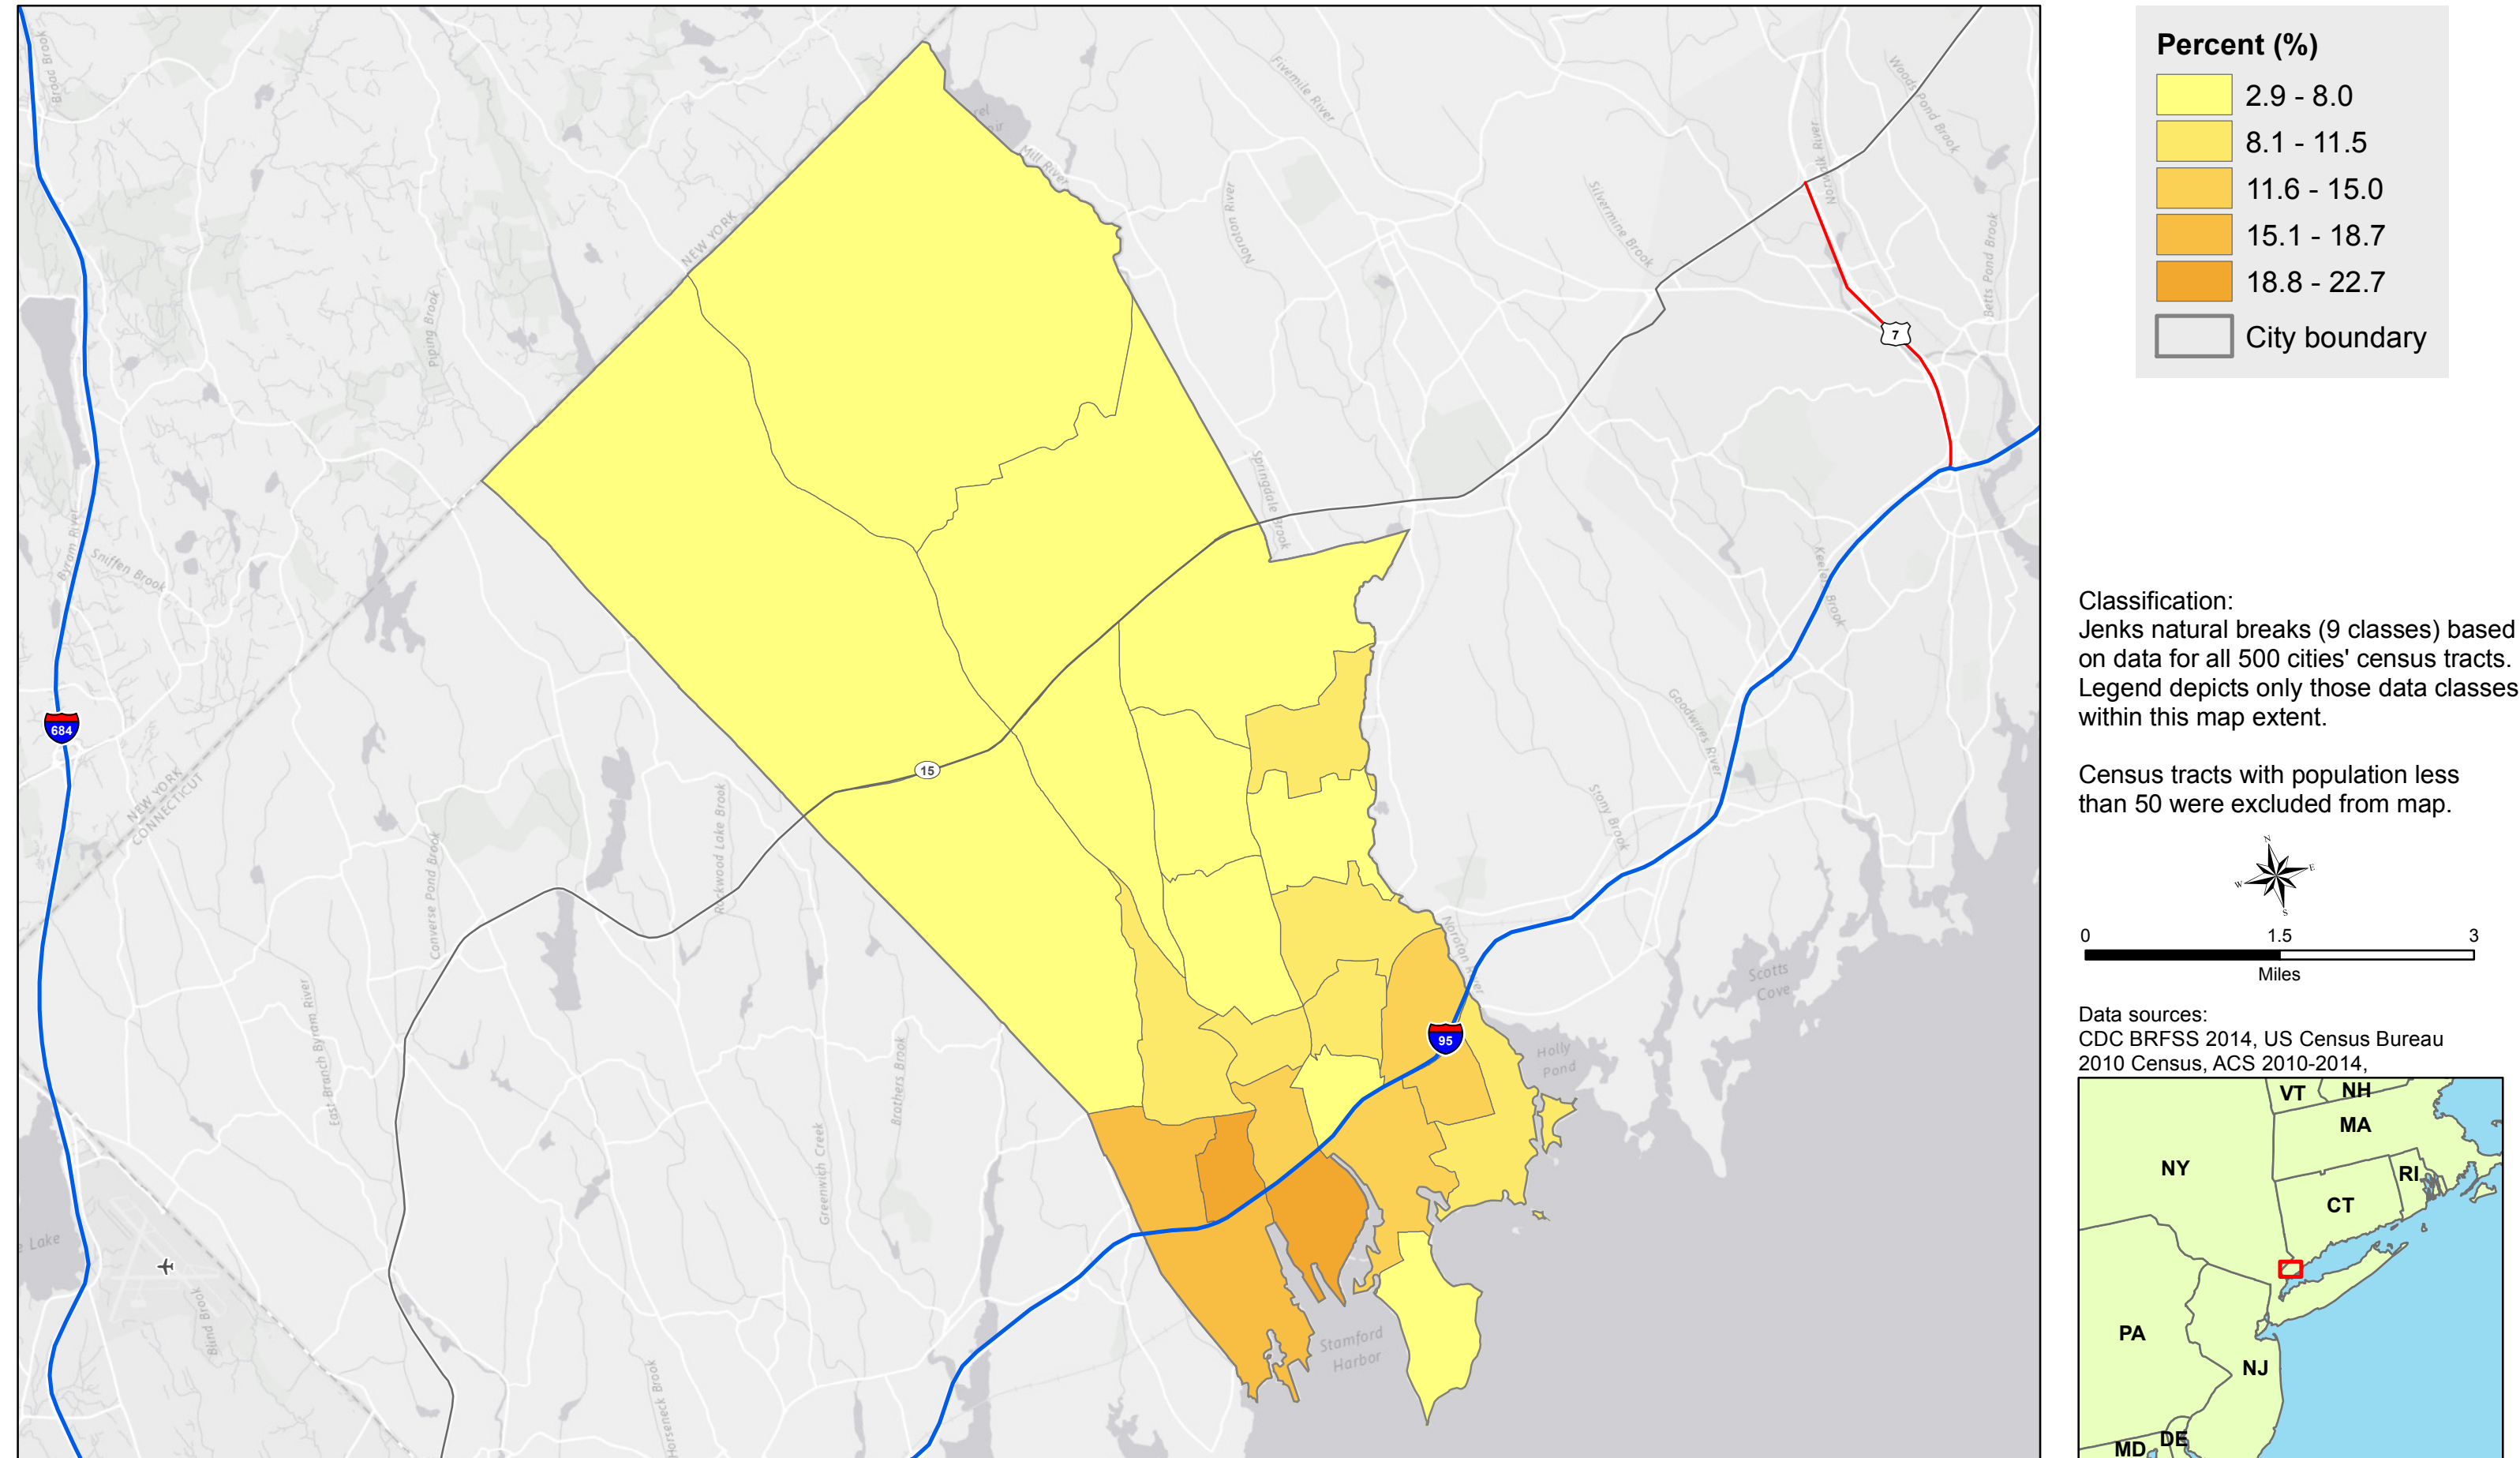 Percent (%)
2.9 - 8.0
8.1 - 11.5
11.6 - 15.0
15.1 - 18.7
18.8 - 22.7
City boundary
Classification:
Jenks natural breaks (9 classes) based
on data for all 500 cities' census tracts.
Legend depicts only those data classes
within this map extent.
Census tracts with population less
than 50 were excluded from map.
N
W
E
S
0
1.5
3
Miles
Data sources:
CDC BRFSS 2014, US Census Bureau
2010 Census, ACS 2010-2014,
VT
NH
MA
NY
RI
CT
PA
NJ
MD
DE
Mill River
Noroton River
Fivemile River
Silvermine Brook
Norwalk River
Woods Pond Brook
Betts Pond Brook
7
Piping Brook
NEW YORK
Springdale Brook
Keeler Brook
Byram River
Sniffen Brook
684
NEW YORK
CONNECTICUT
15
Goodwives River
Stony Brook
Converse Pond Brook
Rockwood Lake Brook
Noroton River
Scotts
Cove
95
Holly
Pond
East Branch Byram River
Brothers Brook
Greenwich Creek
Lake
Blind Brook
Horseneck Brook
Stamford
Harbor